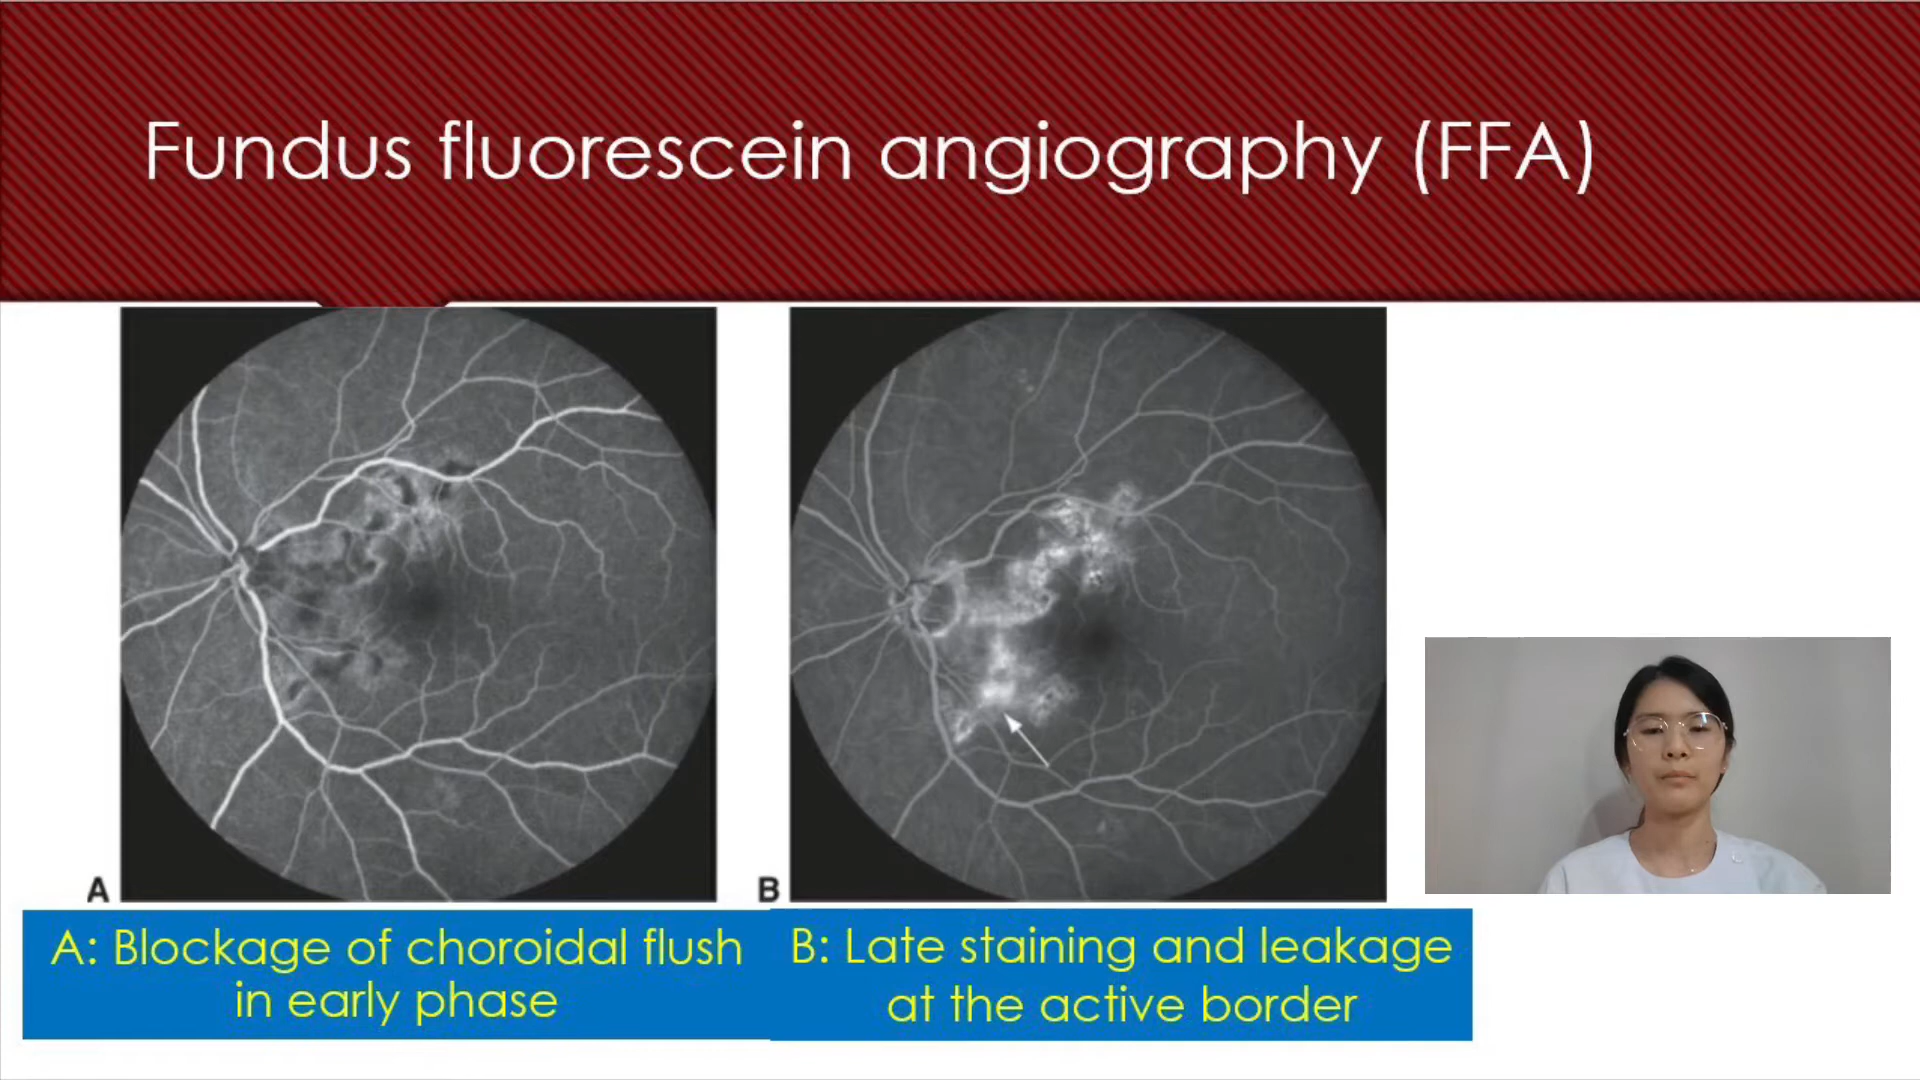 Fundus fluorescein angiography (FFA)
A
B
A: Blockage of choroidal flush
in early phase
B: Late staining and leakage
at the active border